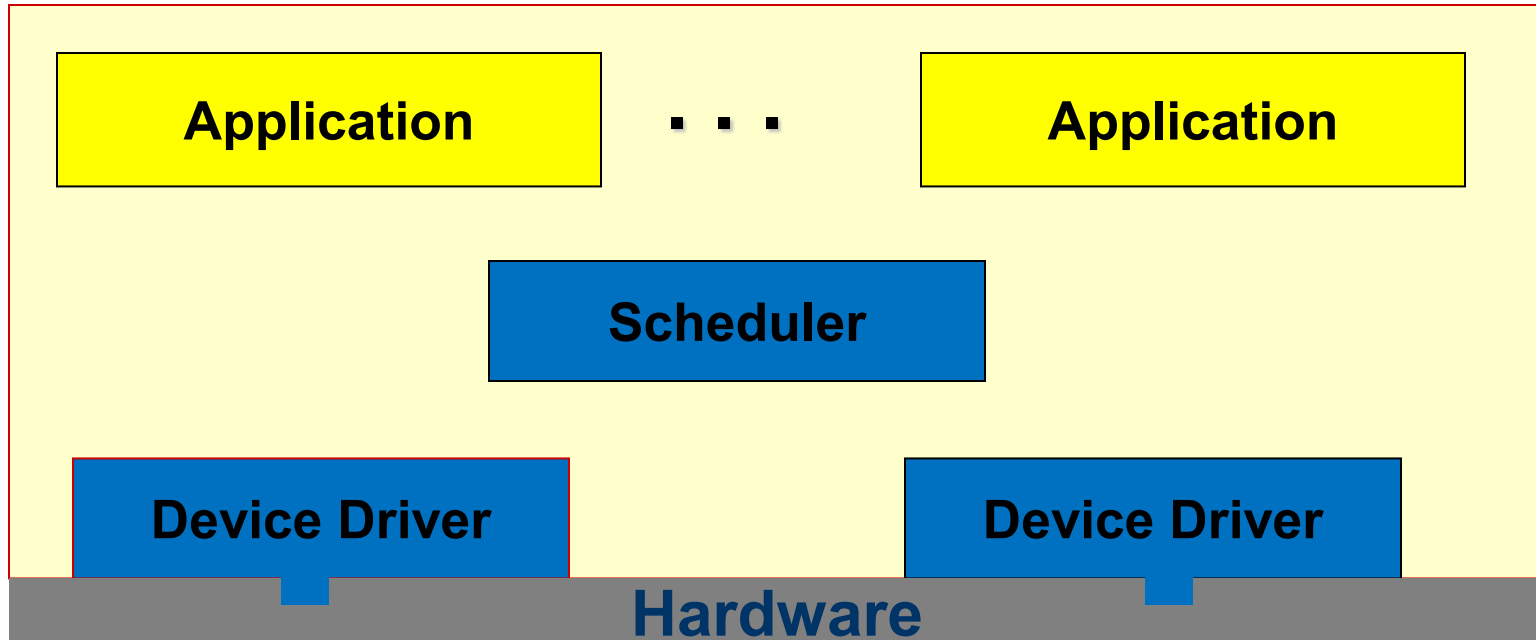 Application . . . Application
Scheduler
Device Driver Device Driver
Hardware